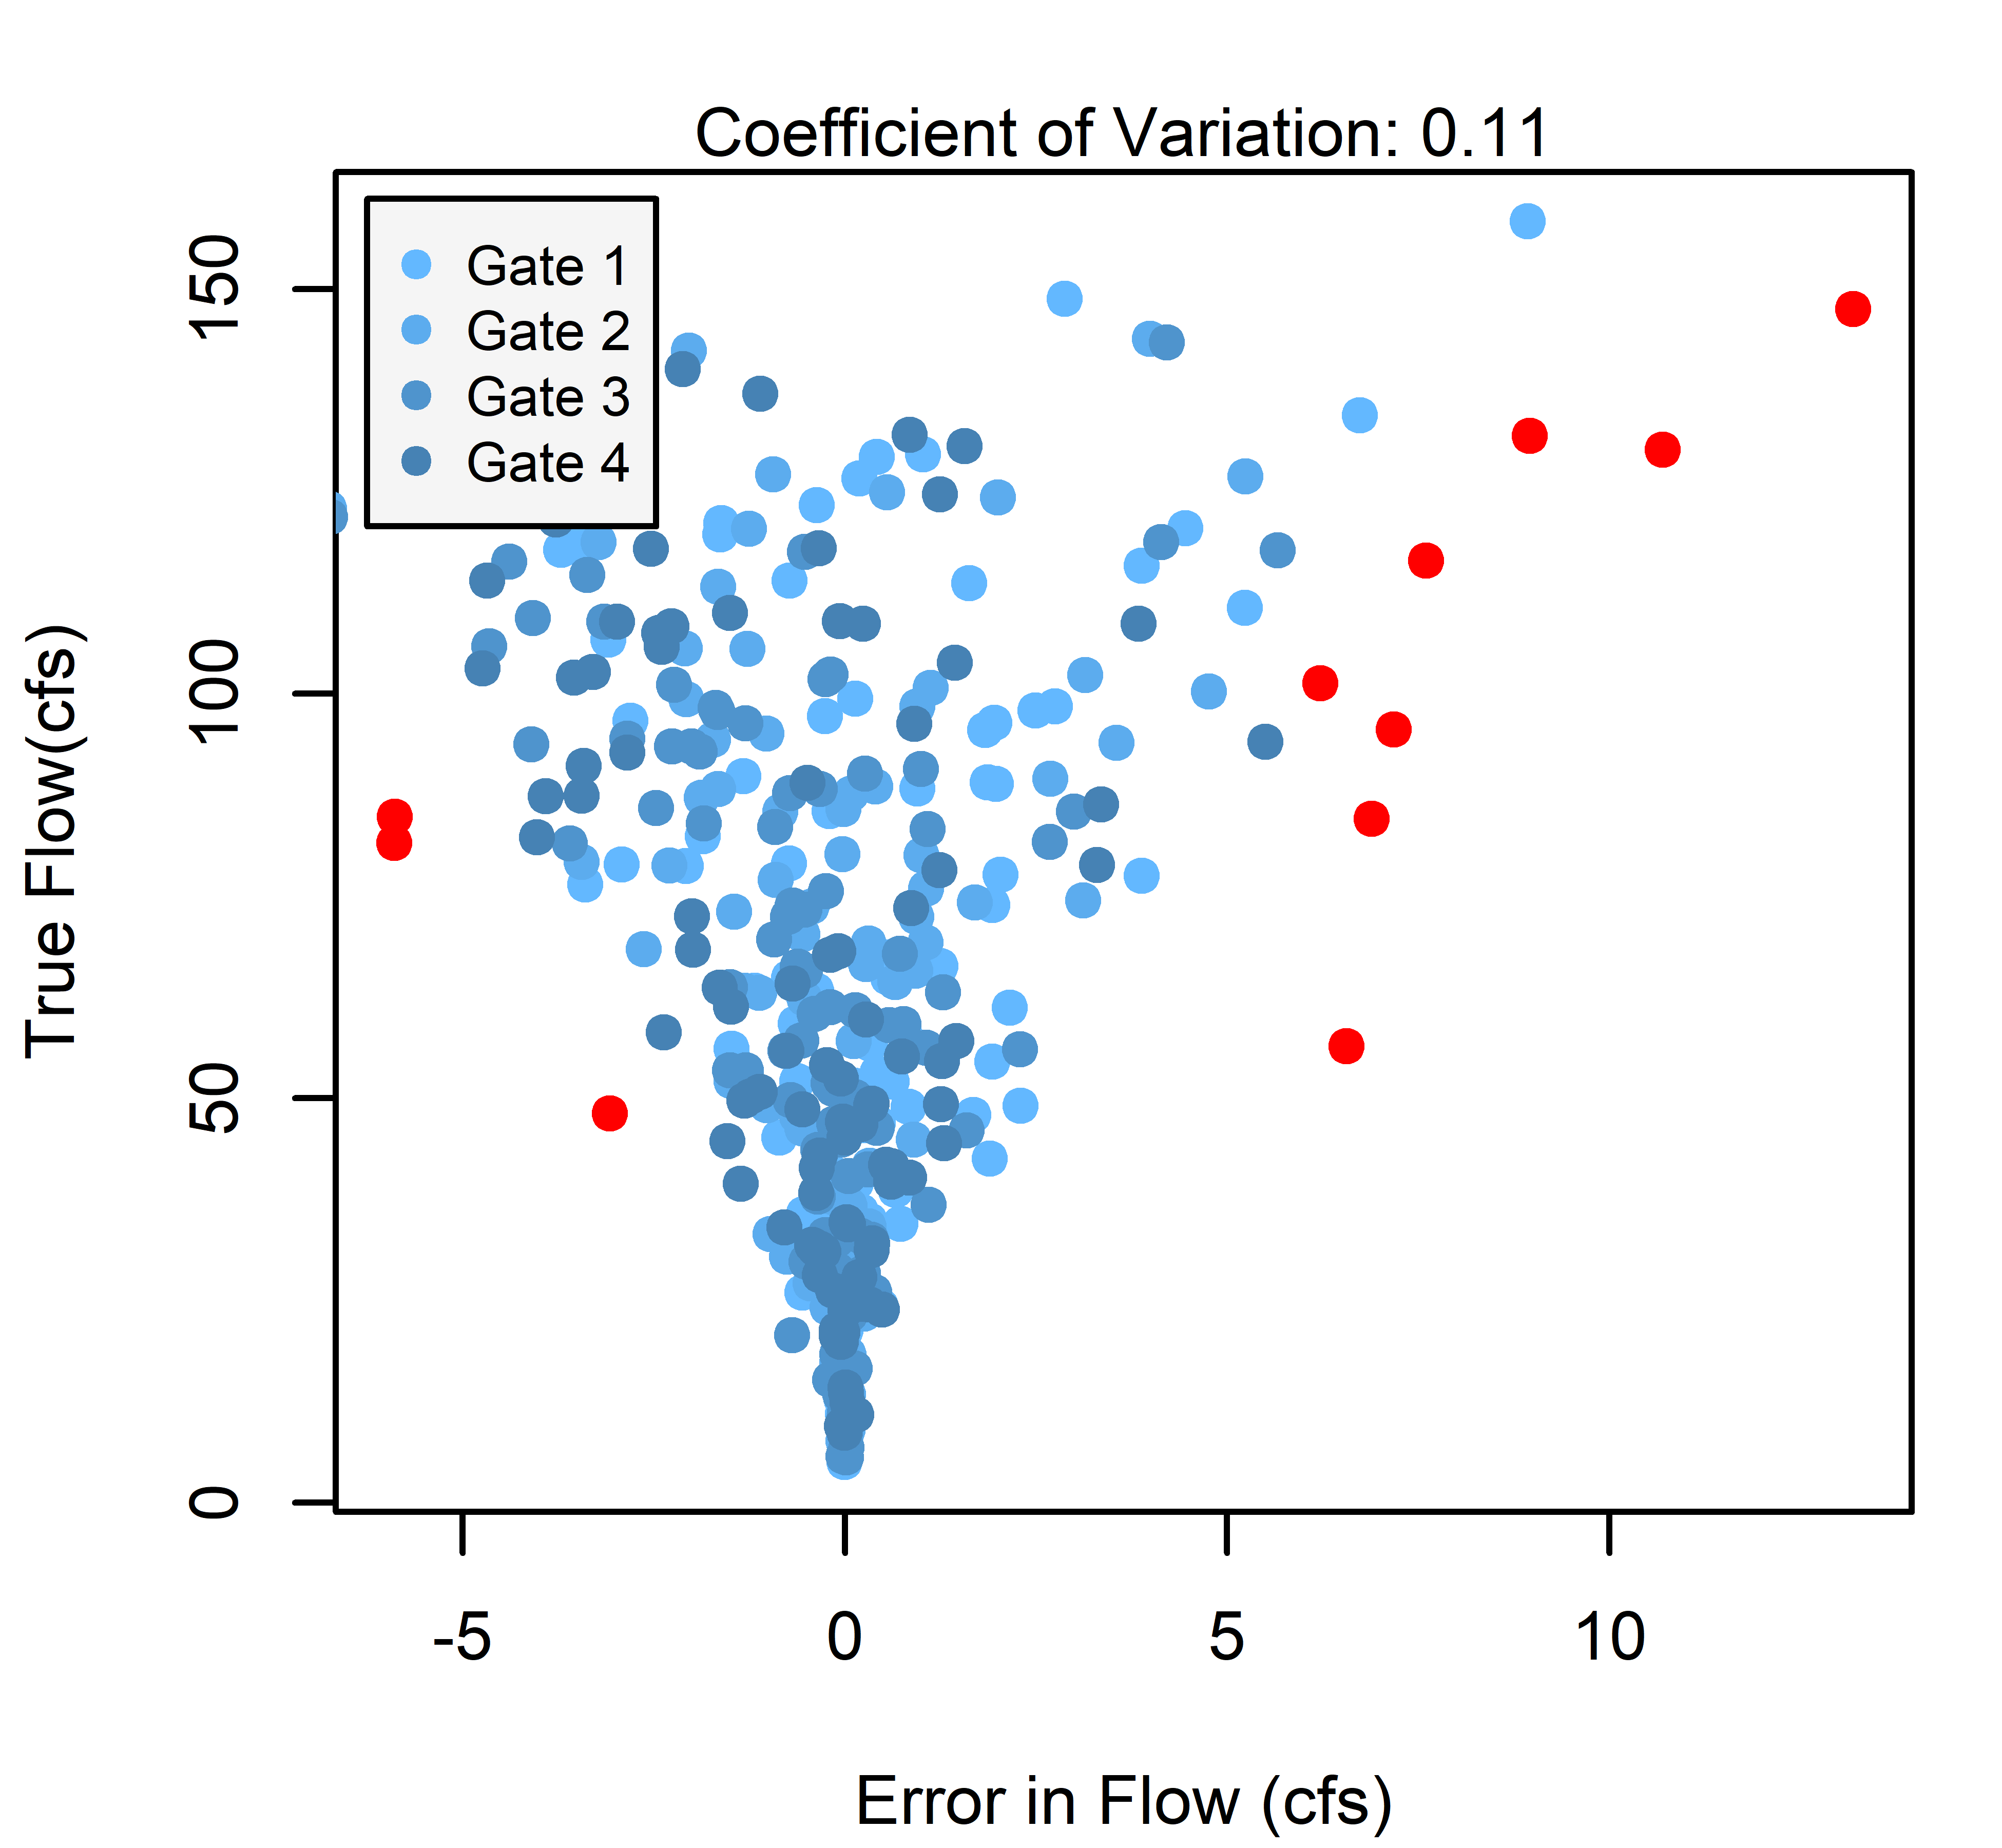 Coefficient of Variation: 0.11
Gate 1
Gate 2
Gate 3
Gate 4
True Flow(cfs)
150
100
50
0
-5 0 5 10
Error in Flow (cfs)